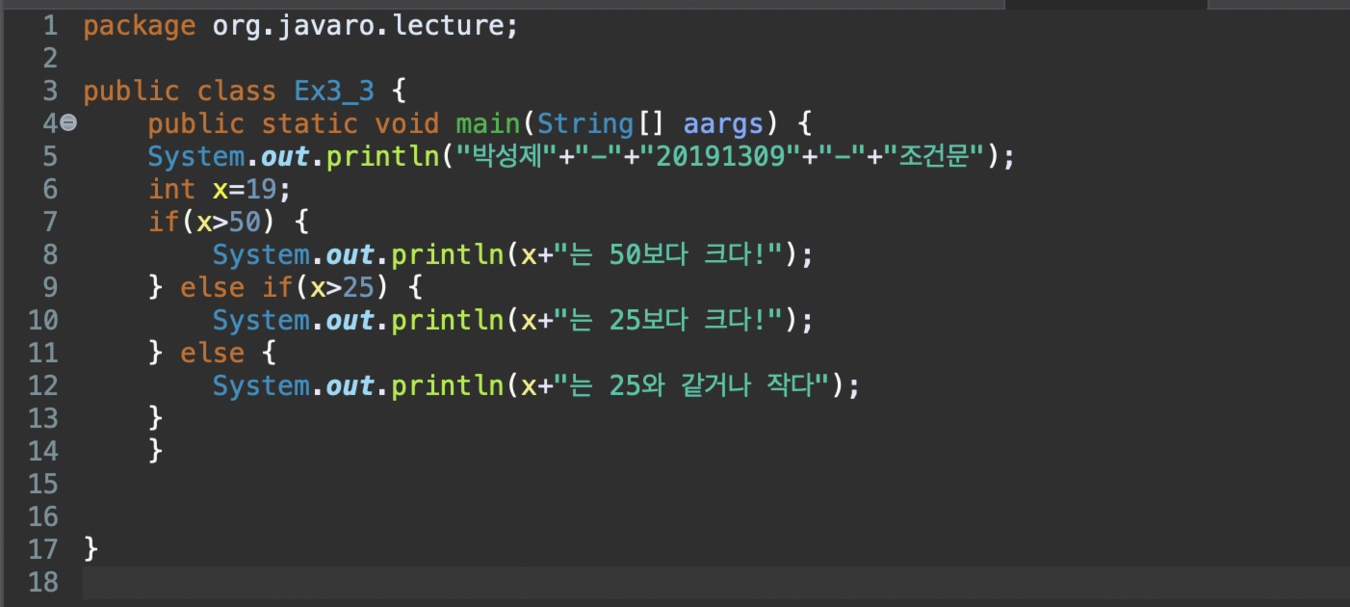 1 package org.javaro.lecture;
2
3 public class Ex3_3 {
4 public static void main(String[] aargs) {
5 System.out.println("박성제"+"-"+"20191309"+"-"+"조건문");
6 int x=19;
7 if(x>50) {
8 System.out.println(x+"는 50보다 크다!");
9 } else if(x>25) {
10 System.out.println(x+"는 25보다 크다!");
11 } else {
12 System.out.println(x+"는 25와 같거나 작다");
13 }
14 }
15
16
17 }
18